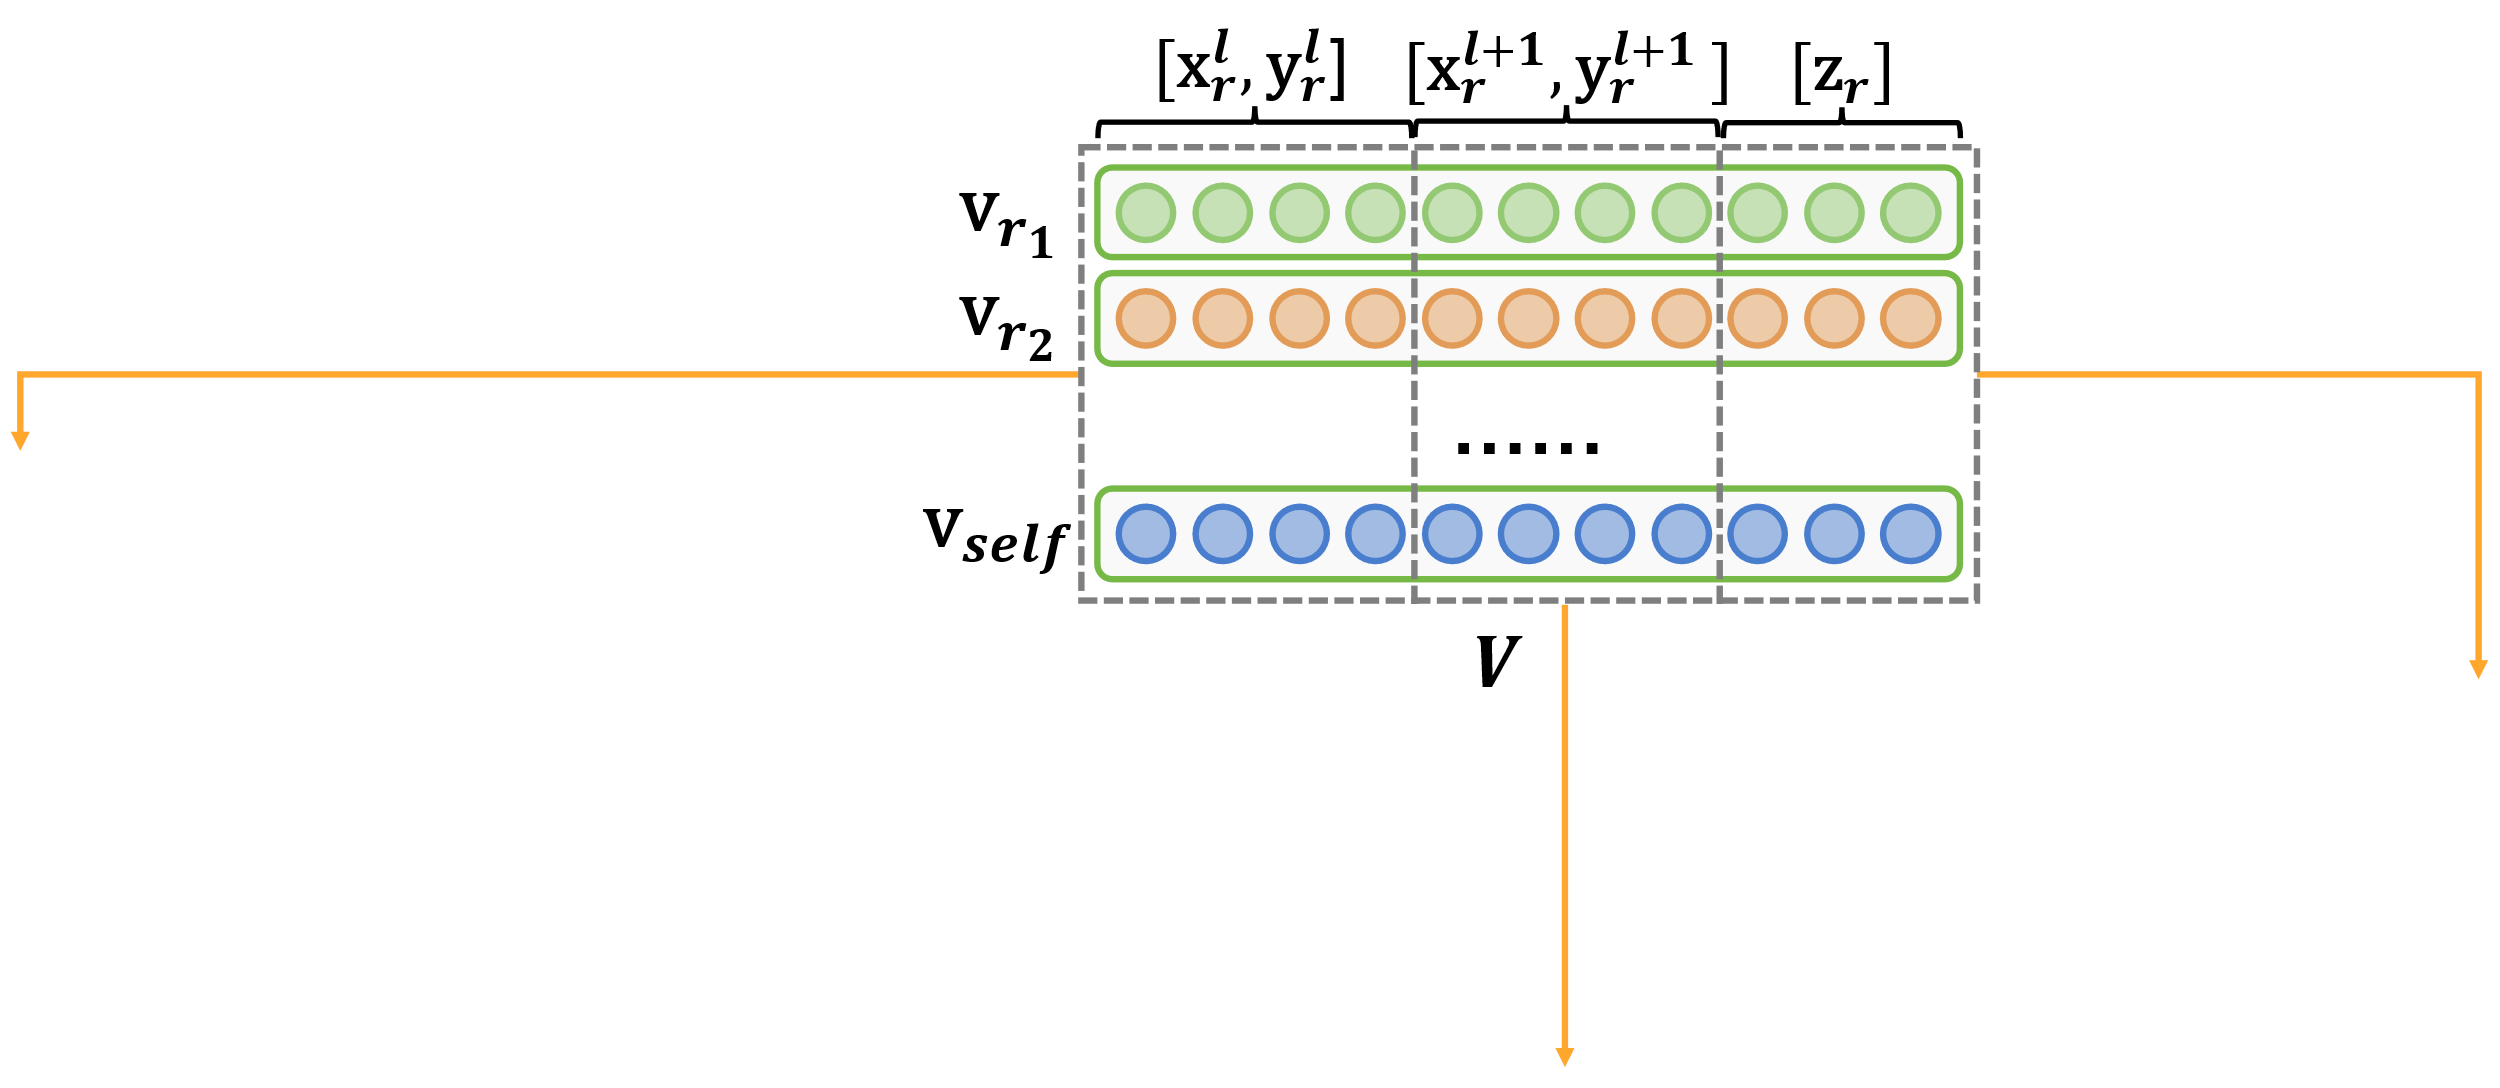 [x_r^l, y_r^l] [x_r^{l+1}, y_r^{l+1} ] [z_r]
v_{r_1}
v_{r_2}
......
v_{self}
V